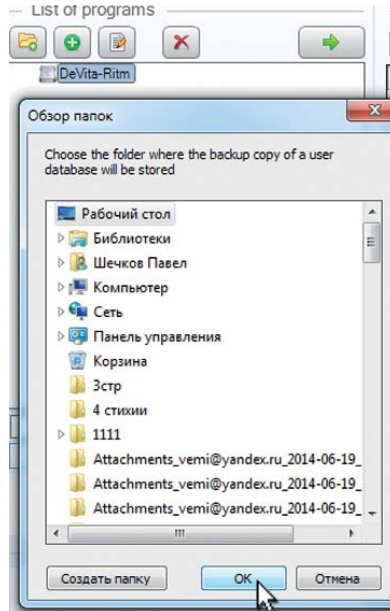 List of programs
DeVita-Ritm
Обзор папок
Choose the folder where the backup copy of a user
database will be stored
Рабочий стол
Библиотеки
Шечков Павел
Компьютер
Сеть
Панель управления
Корзина
3стр
4 стихии
1111
Attachments_vemi@yandex.ru_2014-06-19_
Attachments_vemi@yandex.ru_2014-06-19_
Attachments_vemi@yandex.ru_2014-06-19_
Создать папку
ОК
Отмена